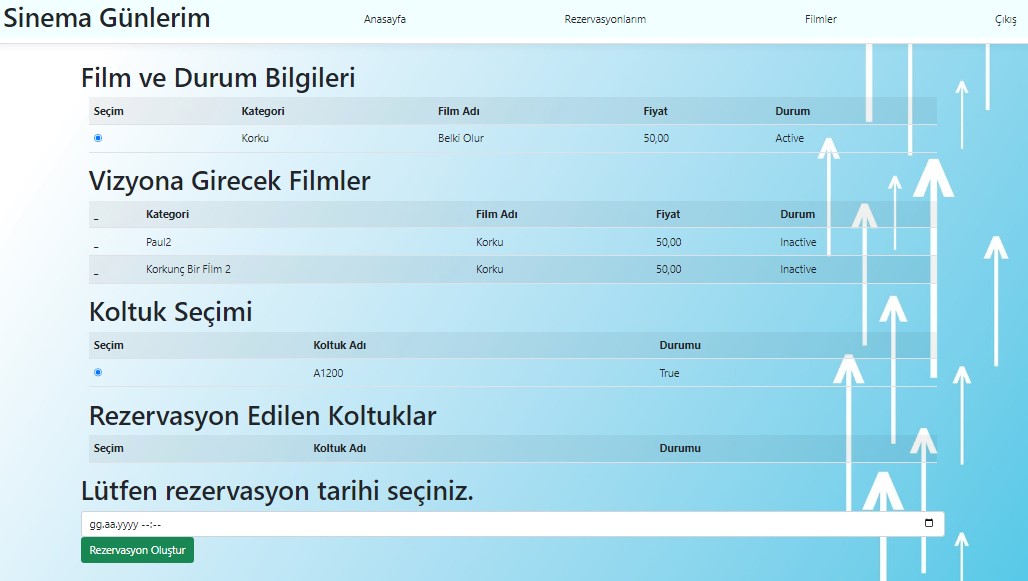 Sinema Günlerim Anasayfa Rezervasyonlarım Filmler Çıkış
Film ve Durum Bilgileri
Seçim Kategori Film Adı Fiyat Durum
Korku Belki Olur 50,00 Active
Vizyona Girecek Filmler
_ Kategori Film Adı Fiyat Durum
_ Paul2 Korku 50,00 Inactive
_ Korkunç Bir Film 2 Korku 50,00 Inactive
Koltuk Seçimi
Seçim Koltuk Adı Durumu
A1200 True
Rezervasyon Edilen Koltuklar
Seçim Koltuk Adı Durumu
Lütfen rezervasyon tarihi seçiniz.
gg.aa.yyyy --:--
Rezervasyon Oluştur